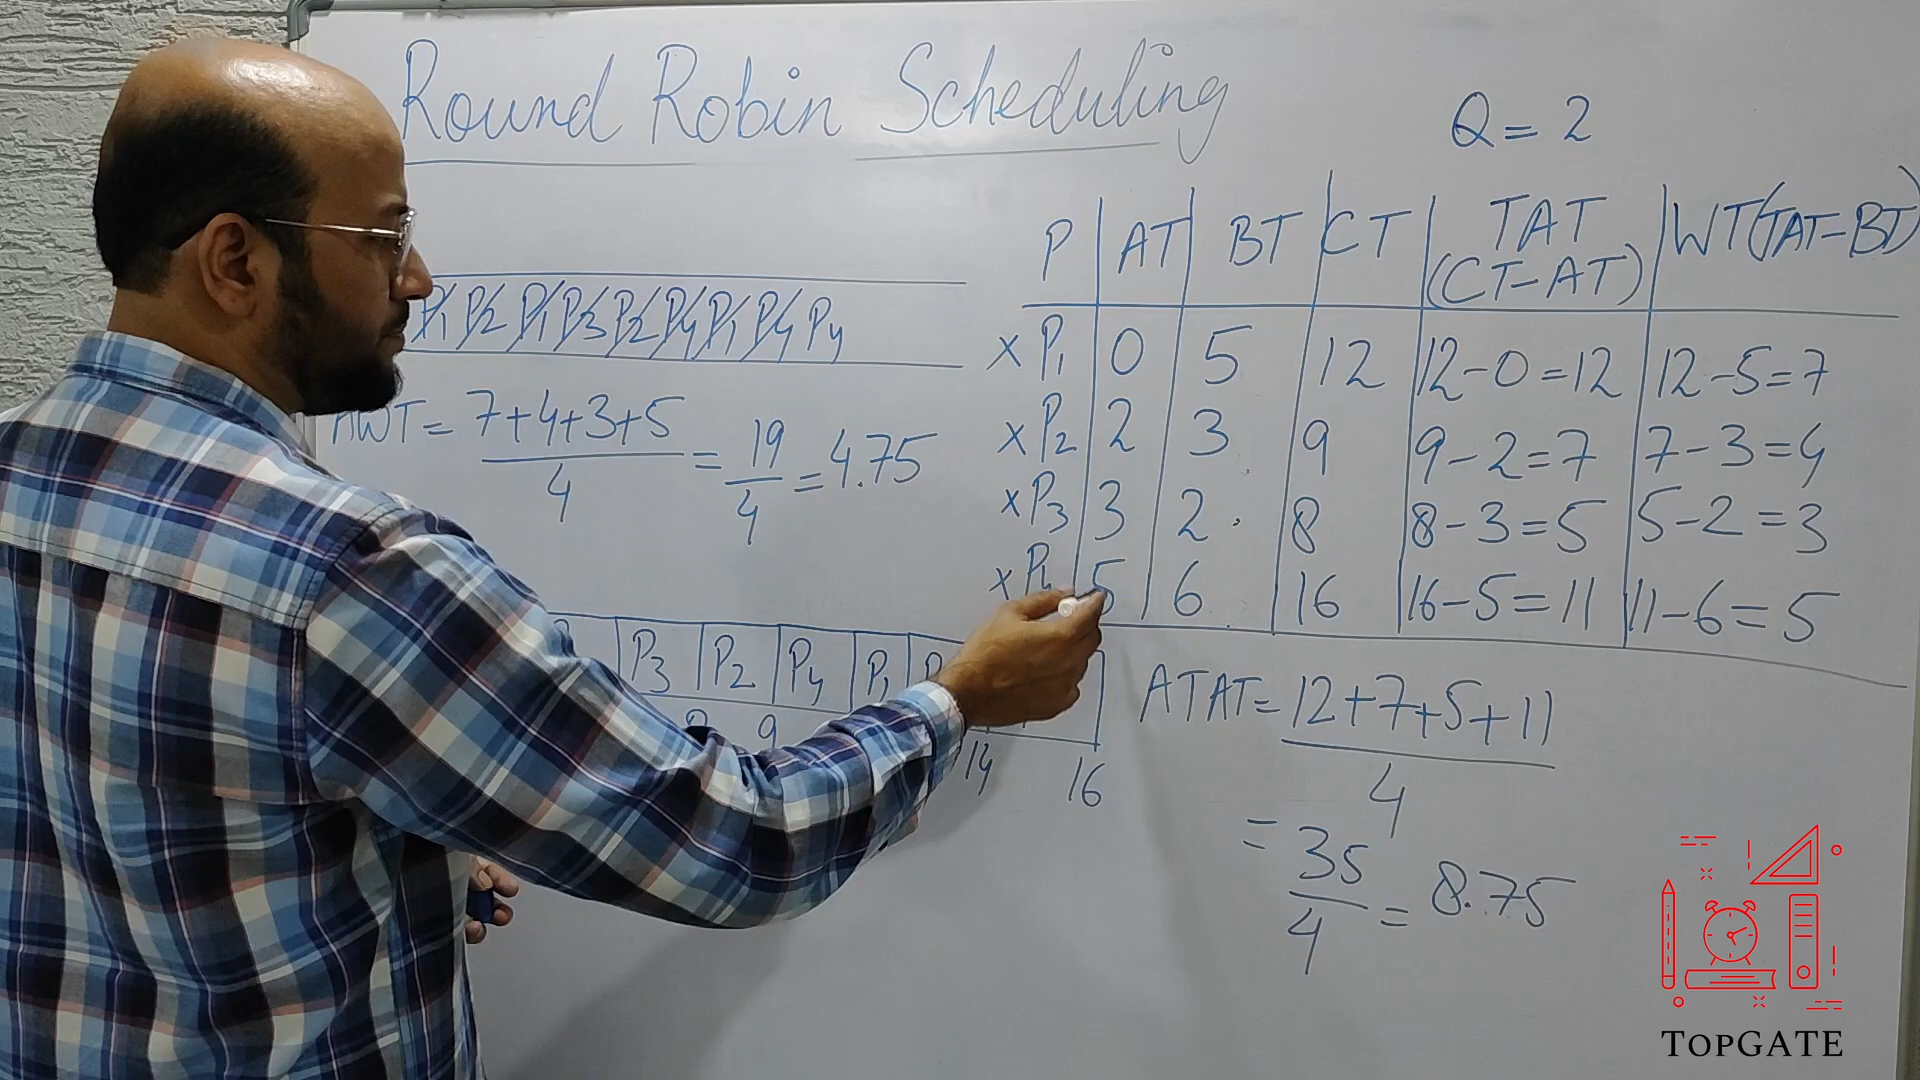 Round Robin Scheduling
Q = 2
P AT BT CT TAT (CT-AT) WT(TAT-BT)
x P1 0 5 12 12-0=12 12-5=7
x P2 2 3 9 9-2=7 7-3=4
x P3 3 2 8 8-3=5 5-2=3
x P4 5 6 16 16-5=11 11-6=5
P1 P2 P1 P3 P2 P4 P1 P4 P4
AWT = 7+4+3+5
4
= 19
4
= 4.75
P3 P2 P4 P1
9 14 16
ATAT = 12+7+5+11
4
= 35
4
= 8.75
TOPGATE